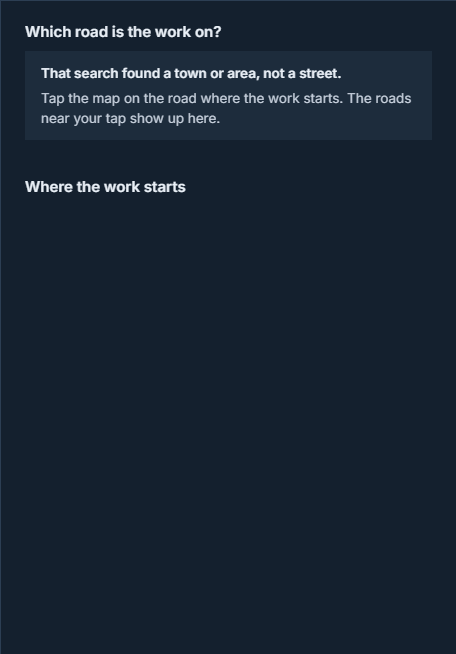 Which road is the work on?
That search found a town or area, not a street.
Tap the map on the road where the work starts. The roads
near your tap show up here.
Where the work starts